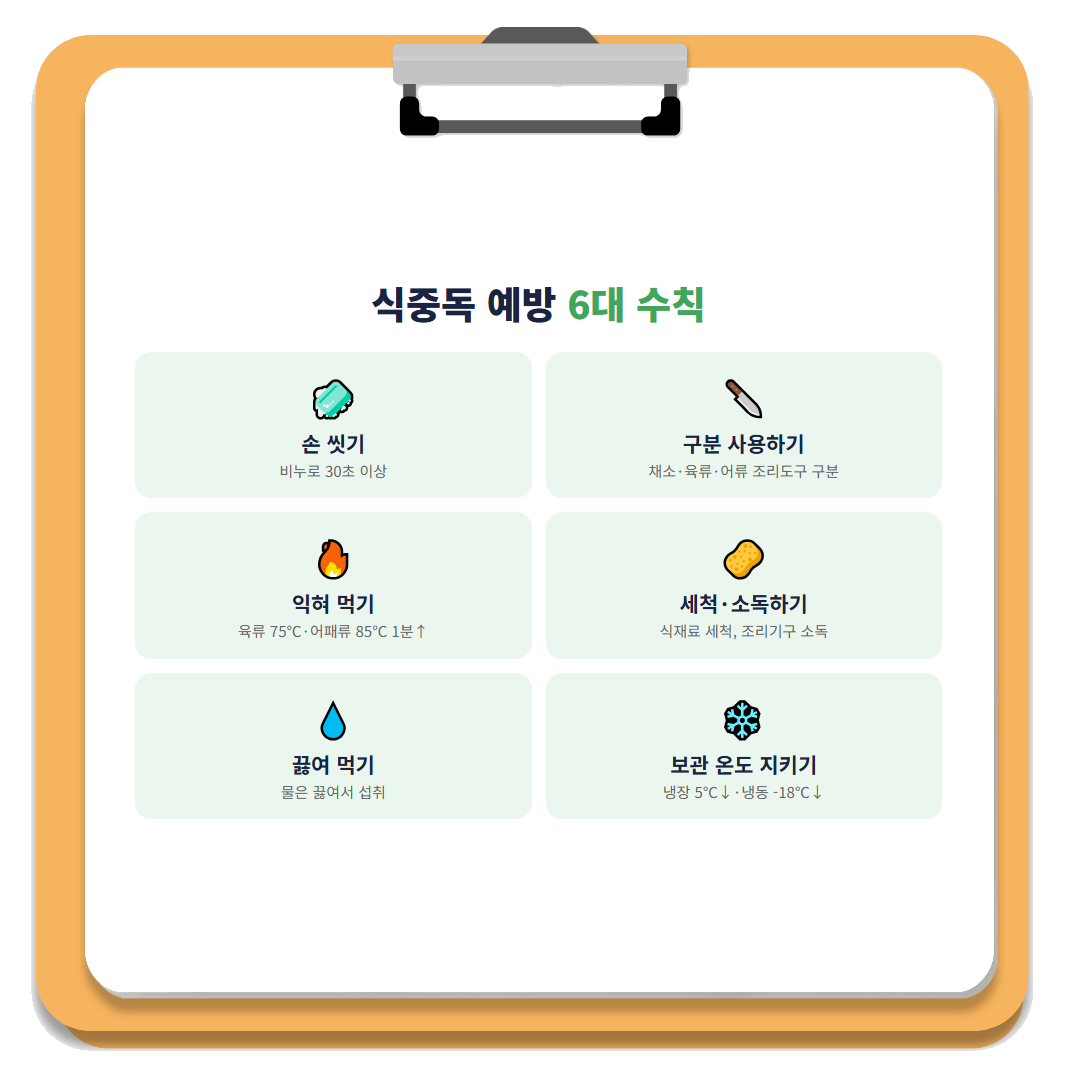 식중독 예방 6대 수칙
손 씻기
비누로 30초 이상
구분 사용하기
채소·육류·어류 조리도구 구분
익혀 먹기
육류 75℃·어패류 85℃ 1분↑
세척·소독하기
식재료 세척, 조리기구 소독
끓여 먹기
물은 끓여서 섭취
보관 온도 지키기
냉장 5℃↓·냉동 -18℃↓